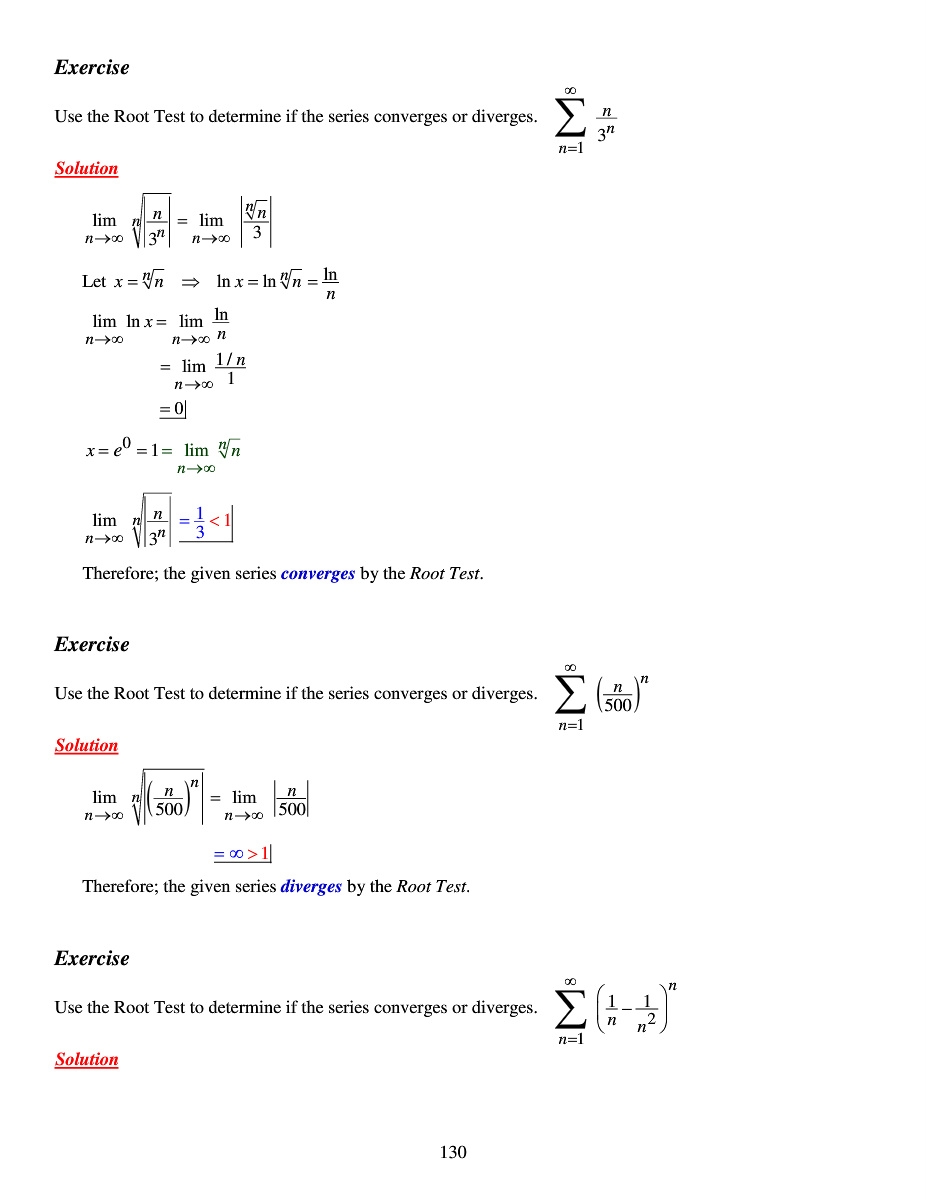 Exercise
Use the Root Test to determine if the series converges or diverges. $\sum_{n=1}^{\infty} \frac{n}{3^n}$
Solution
$\lim_{n\to\infty} \sqrt[n]{\left|\frac{n}{3^n}\right|} = \lim_{n\to\infty} \left|\frac{\sqrt[n]{n}}{3}\right|$
Let $x = \sqrt[n]{n} \Rightarrow \ln x = \ln \sqrt[n]{n} = \frac{\ln}{n}$
$\lim_{n\to\infty} \ln x = \lim_{n\to\infty} \frac{\ln}{n}$
$= \lim_{n\to\infty} \frac{1/n}{1}$
$= 0$
$x = e^0 = 1 = \lim_{n\to\infty} \sqrt[n]{n}$
$\lim_{n\to\infty} \sqrt[n]{\left|\frac{n}{3^n}\right|} = \frac{1}{3} < 1$
Therefore; the given series converges by the Root Test.
Exercise
Use the Root Test to determine if the series converges or diverges. $\sum_{n=1}^{\infty} \left(\frac{n}{500}\right)^n$
Solution
$\lim_{n\to\infty} \sqrt[n]{\left|\left(\frac{n}{500}\right)^n\right|} = \lim_{n\to\infty} \left|\frac{n}{500}\right|$
$= \infty > 1$
Therefore; the given series diverges by the Root Test.
Exercise
Use the Root Test to determine if the series converges or diverges. $\sum_{n=1}^{\infty} \left(\frac{1}{n} - \frac{1}{n^2}\right)^n$
Solution
130